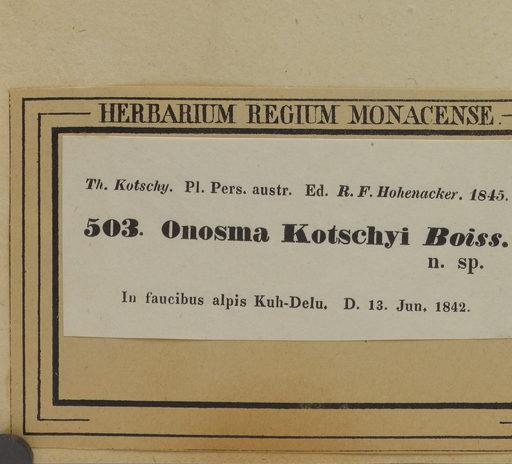 HERBARIUM REGIUM MONACENSE.
Th. Kotschy. Pl. Pers. austr. Ed. R. F. Hohenacker. 1845.
503. Onosma Kotschyi Boiss.
n. sp.
In faucibus alpis Kuh-Delu. D. 13. Jun. 1842.